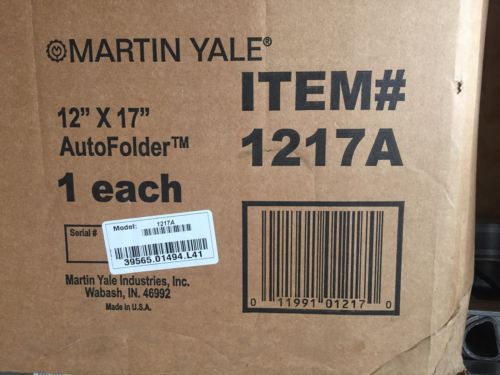 MARTIN YALE®
ITEM#
1217A
12” X 17”
AutoFolder™
1 each
Serial #
Model: 1217A
39565.01494.L41
Martin Yale Industries, Inc.
Wabash, IN. 46992
Made in U.S.A.
0 11991 01217 0